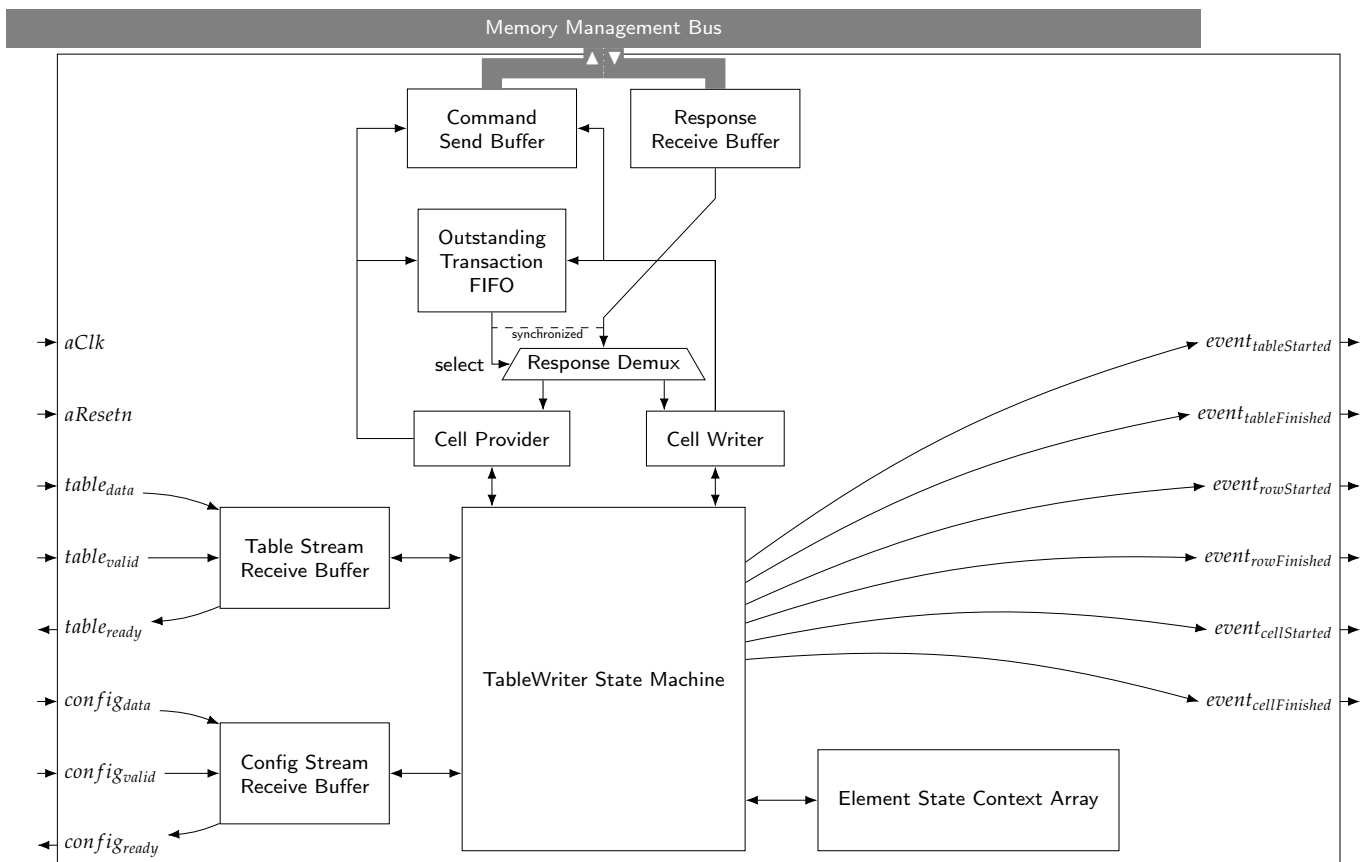 Memory Management Bus
Command
Send Buffer
Response
Receive Buffer
Outstanding
Transaction
FIFO
synchronized
select
Response Demux
Cell Provider
Cell Writer
aClk
aResetn
table_data
table_valid
table_ready
config_data
config_valid
config_ready
Table Stream
Receive Buffer
Config Stream
Receive Buffer
TableWriter State Machine
Element State Context Array
event_tableStarted
event_tableFinished
event_rowStarted
event_rowFinished
event_cellStarted
event_cellFinished